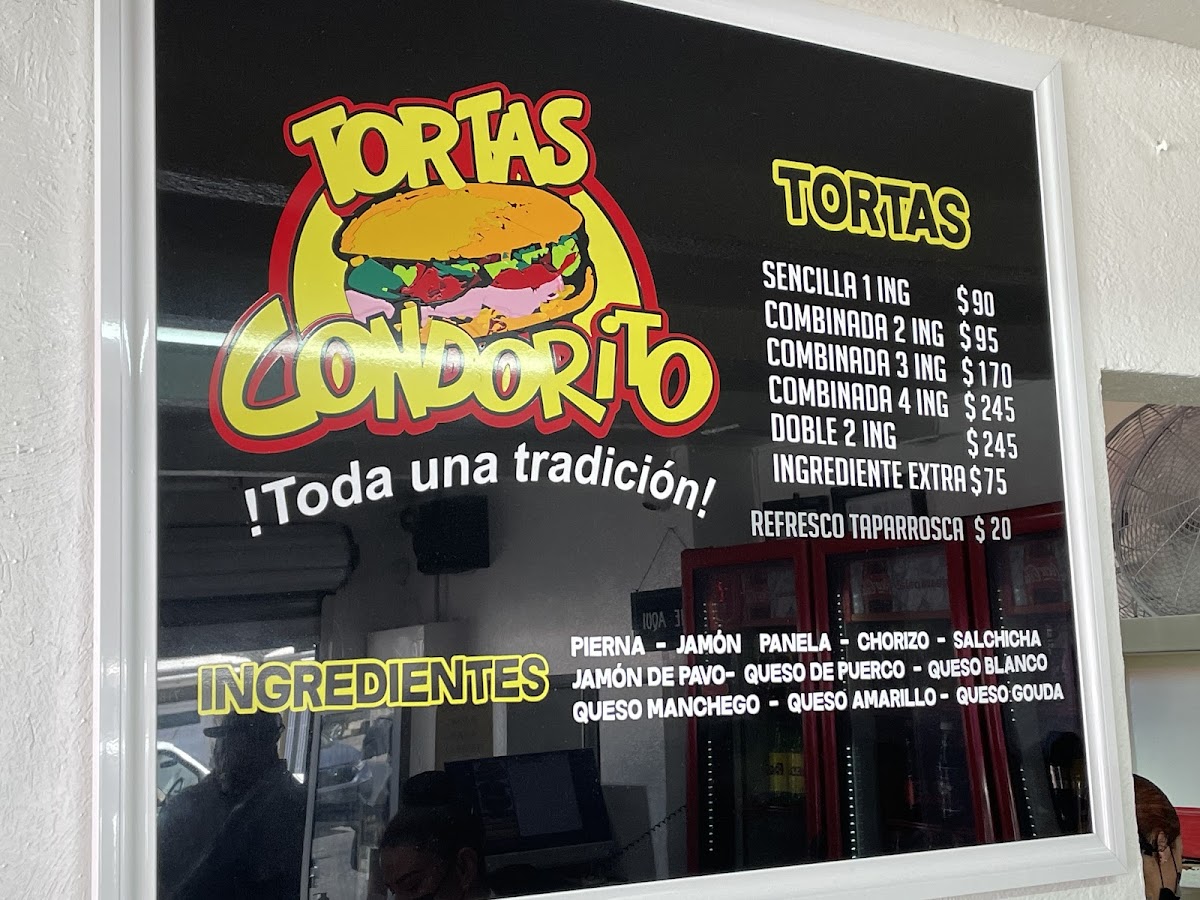 TORTAS
CONDORITO
!Toda una tradición!
TORTAS
SENCILLA 1 ING $90
COMBINADA 2 ING $95
COMBINADA 3 ING $170
COMBINADA 4 ING $245
DOBLE 2 ING $245
INGREDIENTE EXTRA $75
REFRESCO TAPARROSCA $20
INGREDIENTES
PIERNA - JAMÓN PANELA - CHORIZO - SALCHICHA
JAMÓN DE PAVO- QUESO DE PUERCO - QUESO BLANCO
QUESO MANCHEGO - QUESO AMARILLO - QUESO GOUDA